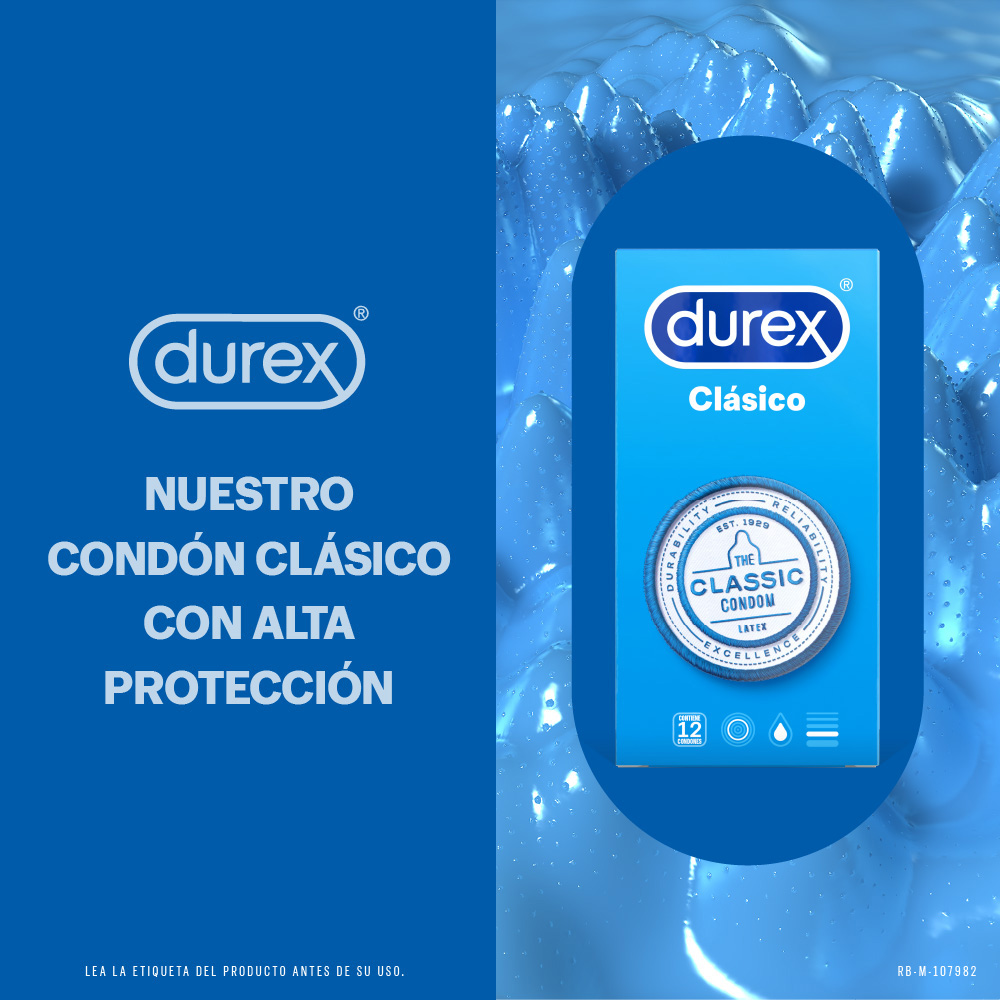 durex®
NUESTRO
CONDÓN CLÁSICO
CON ALTA
PROTECCIÓN
LEA LA ETIQUETA DEL PRODUCTO ANTES DE SU USO.
durex®
Clásico
DURABILITY
RELIABILITY
EST. 1929
THE
CLASSIC
CONDOM
LATEX
EXCELLENCE
CONTIENE
12
CONDONES
RB-M-107982